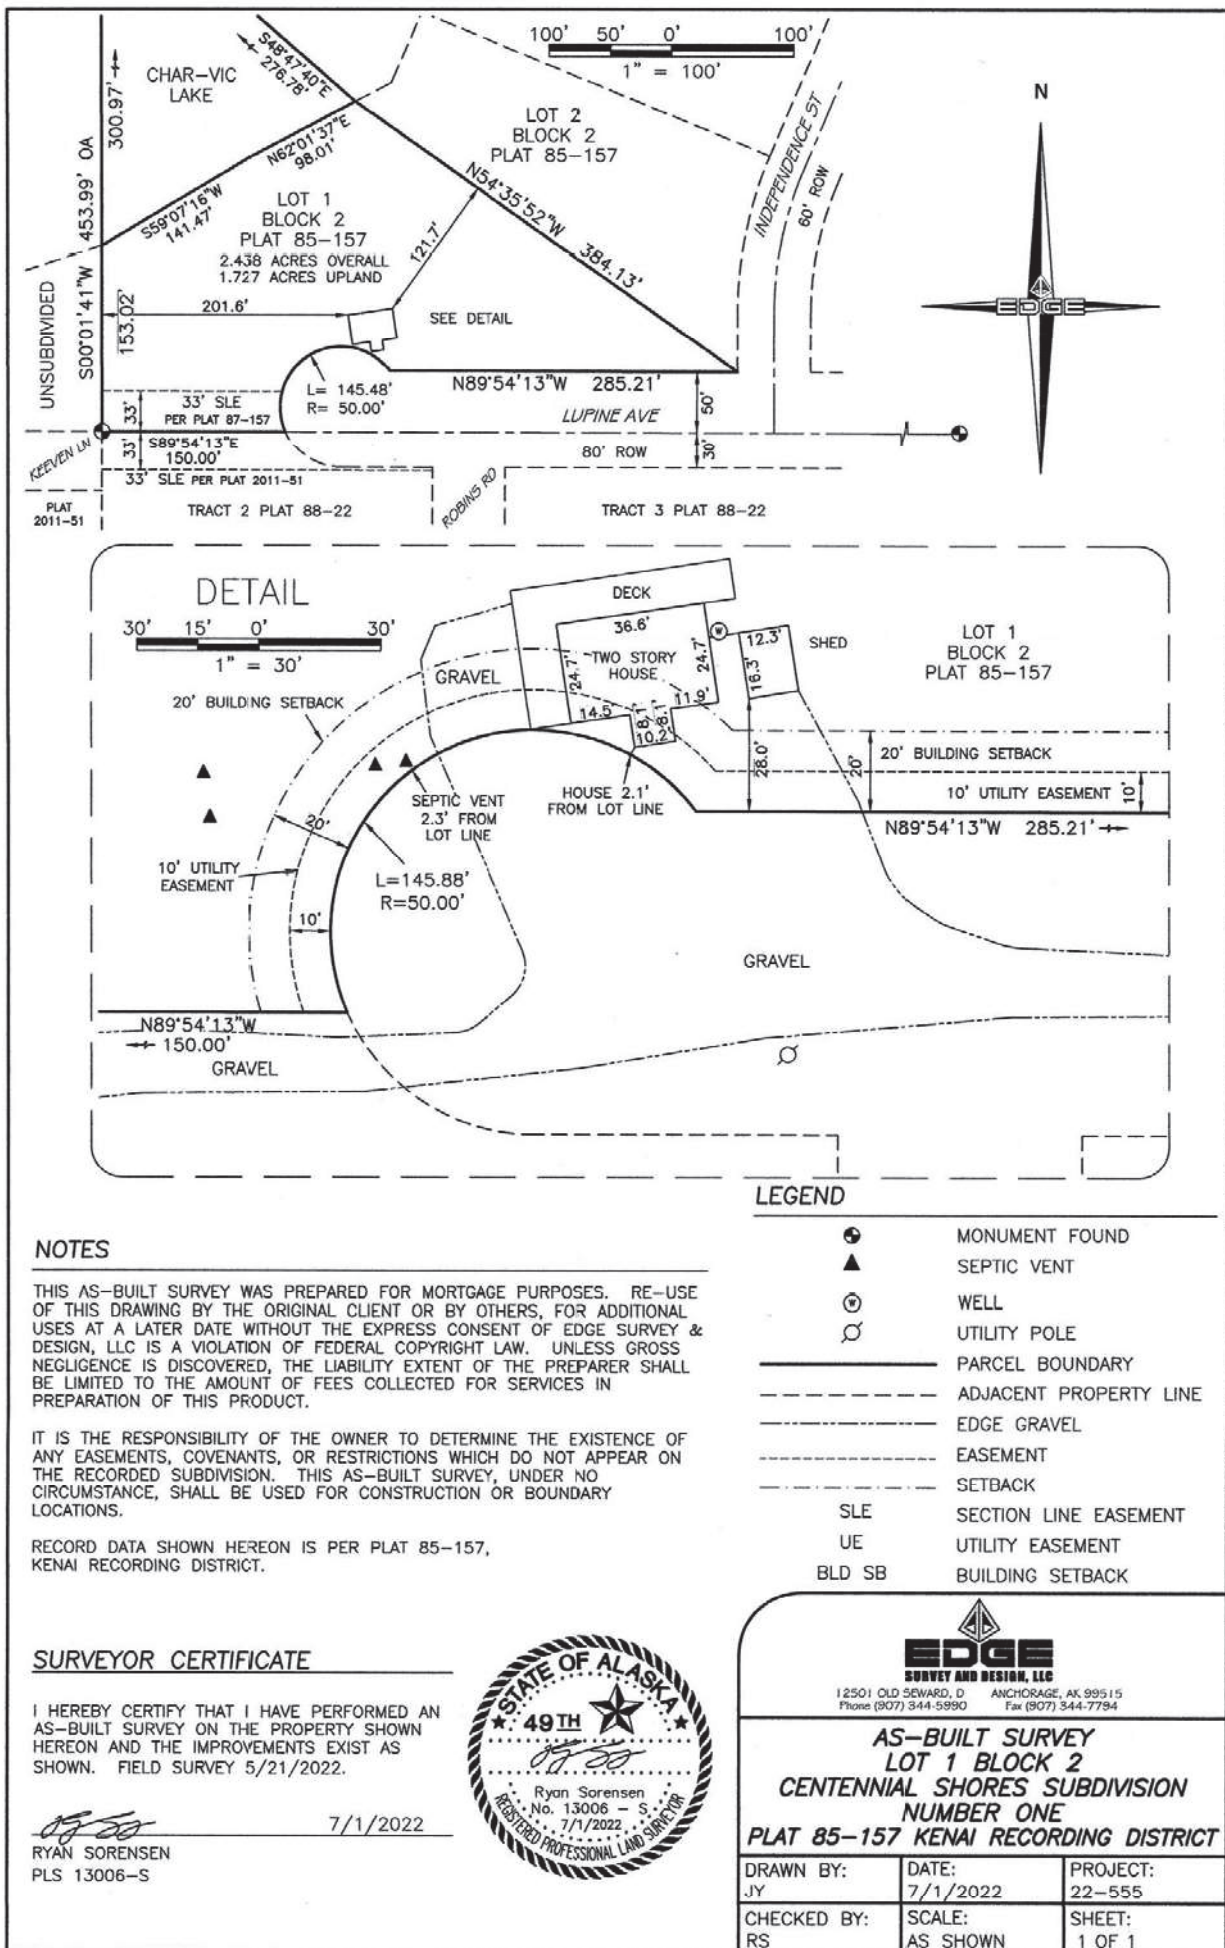 100' 50' 0' 100'
1" = 100'
S48°47'40"E
276.78'
CHAR-VIC
LAKE
300.97'
LOT 2
BLOCK 2
PLAT 85-157
N
INDEPENDENCE ST
60' ROW
N62°01'37"E
98.01'
S59°07'16"W
141.47'
LOT 1
BLOCK 2
PLAT 85-157
2.438 ACRES OVERALL
1.727 ACRES UPLAND
N54°35'52"W 384.13'
121.7'
S00°01'41"W 453.99' OA
UNSUBDIVIDED
153.02'
201.6'
SEE DETAIL
EDGE
L= 145.48'
R= 50.00'
N89°54'13"W 285.21'
33' SLE
PER PLAT 87-157
33'
LUPINE AVE
50'
KEEVEN LN
33'
S89°54'13"E
150.00'
80' ROW
30'
33' SLE PER PLAT 2011-51
PLAT
2011-51
TRACT 2 PLAT 88-22
ROBINS RD
TRACT 3 PLAT 88-22
DETAIL
30' 15' 0' 30'
1" = 30'
DECK
36.6'
24.7'
TWO STORY
HOUSE
24.7'
W
12.3'
16.3'
SHED
LOT 1
BLOCK 2
PLAT 85-157
GRAVEL
20' BUILDING SETBACK
14.5'
8.1'
8.1'
11.9'
10.2'
28.0'
20'
20' BUILDING SETBACK
10' UTILITY EASEMENT
10'
SEPTIC VENT
2.3' FROM
LOT LINE
HOUSE 2.1'
FROM LOT LINE
N89°54'13"W 285.21'
20'
10' UTILITY
EASEMENT
L=145.88'
R=50.00'
10'
GRAVEL
N89°54'13"W
150.00'
GRAVEL
LEGEND
MONUMENT FOUND
SEPTIC VENT
W WELL
UTILITY POLE
PARCEL BOUNDARY
ADJACENT PROPERTY LINE
EDGE GRAVEL
EASEMENT
SETBACK
SLE SECTION LINE EASEMENT
UE UTILITY EASEMENT
BLD SB BUILDING SETBACK
NOTES
THIS AS-BUILT SURVEY WAS PREPARED FOR MORTGAGE PURPOSES. RE-USE
OF THIS DRAWING BY THE ORIGINAL CLIENT OR BY OTHERS, FOR ADDITIONAL
USES AT A LATER DATE WITHOUT THE EXPRESS CONSENT OF EDGE SURVEY &
DESIGN, LLC IS A VIOLATION OF FEDERAL COPYRIGHT LAW. UNLESS GROSS
NEGLIGENCE IS DISCOVERED, THE LIABILITY EXTENT OF THE PREPARER SHALL
BE LIMITED TO THE AMOUNT OF FEES COLLECTED FOR SERVICES IN
PREPARATION OF THIS PRODUCT.
IT IS THE RESPONSIBILITY OF THE OWNER TO DETERMINE THE EXISTENCE OF
ANY EASEMENTS, COVENANTS, OR RESTRICTIONS WHICH DO NOT APPEAR ON
THE RECORDED SUBDIVISION. THIS AS-BUILT SURVEY, UNDER NO
CIRCUMSTANCE, SHALL BE USED FOR CONSTRUCTION OR BOUNDARY
LOCATIONS.
RECORD DATA SHOWN HEREON IS PER PLAT 85-157,
KENAI RECORDING DISTRICT.
SURVEYOR CERTIFICATE
I HEREBY CERTIFY THAT I HAVE PERFORMED AN
AS-BUILT SURVEY ON THE PROPERTY SHOWN
HEREON AND THE IMPROVEMENTS EXIST AS
SHOWN. FIELD SURVEY 5/21/2022.
7/1/2022
RYAN SORENSEN
PLS 13006-S
STATE OF ALASKA
49TH
Ryan Sorensen
No. 13006 - S
7/1/2022
REGISTERED PROFESSIONAL LAND SURVEYOR
EDGE
SURVEY AND DESIGN, LLC
12501 OLD SEWARD, D ANCHORAGE, AK 99515
Phone (907) 344-5990 Fax (907) 344-7794
AS-BUILT SURVEY
LOT 1 BLOCK 2
CENTENNIAL SHORES SUBDIVISION
NUMBER ONE
PLAT 85-157 KENAI RECORDING DISTRICT
DRAWN BY: DATE: PROJECT:
JY 7/1/2022 22-555
CHECKED BY: SCALE: SHEET:
RS AS SHOWN 1 OF 1